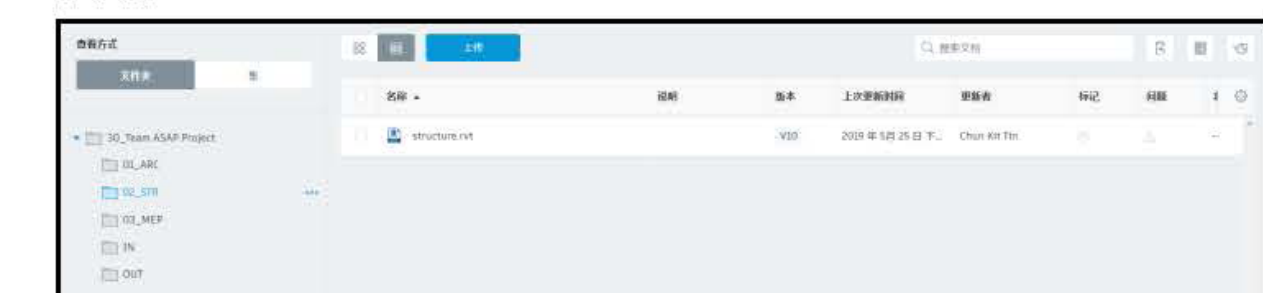 查看方式
文件夹
集
30_Team ASAP Project
01_ARC
02_STR
03_MEP
IN
OUT
上传
搜索文档
名称 说明 版本 上次更新时间 更新者 标记 问题
structure.rvt V10 2019 年 5月 25 日 下... Chun Kit Tin --